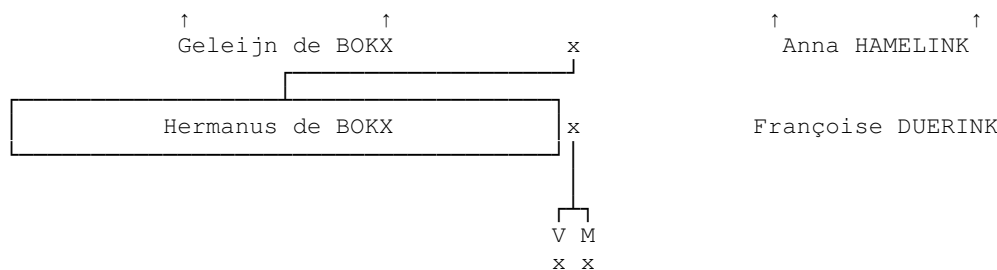 ↑ ↑ ↑ ↑
Geleijn de BOKX x Anna HAMELINK
Hermanus de BOKX x Françoise DUERINK
V M
x x